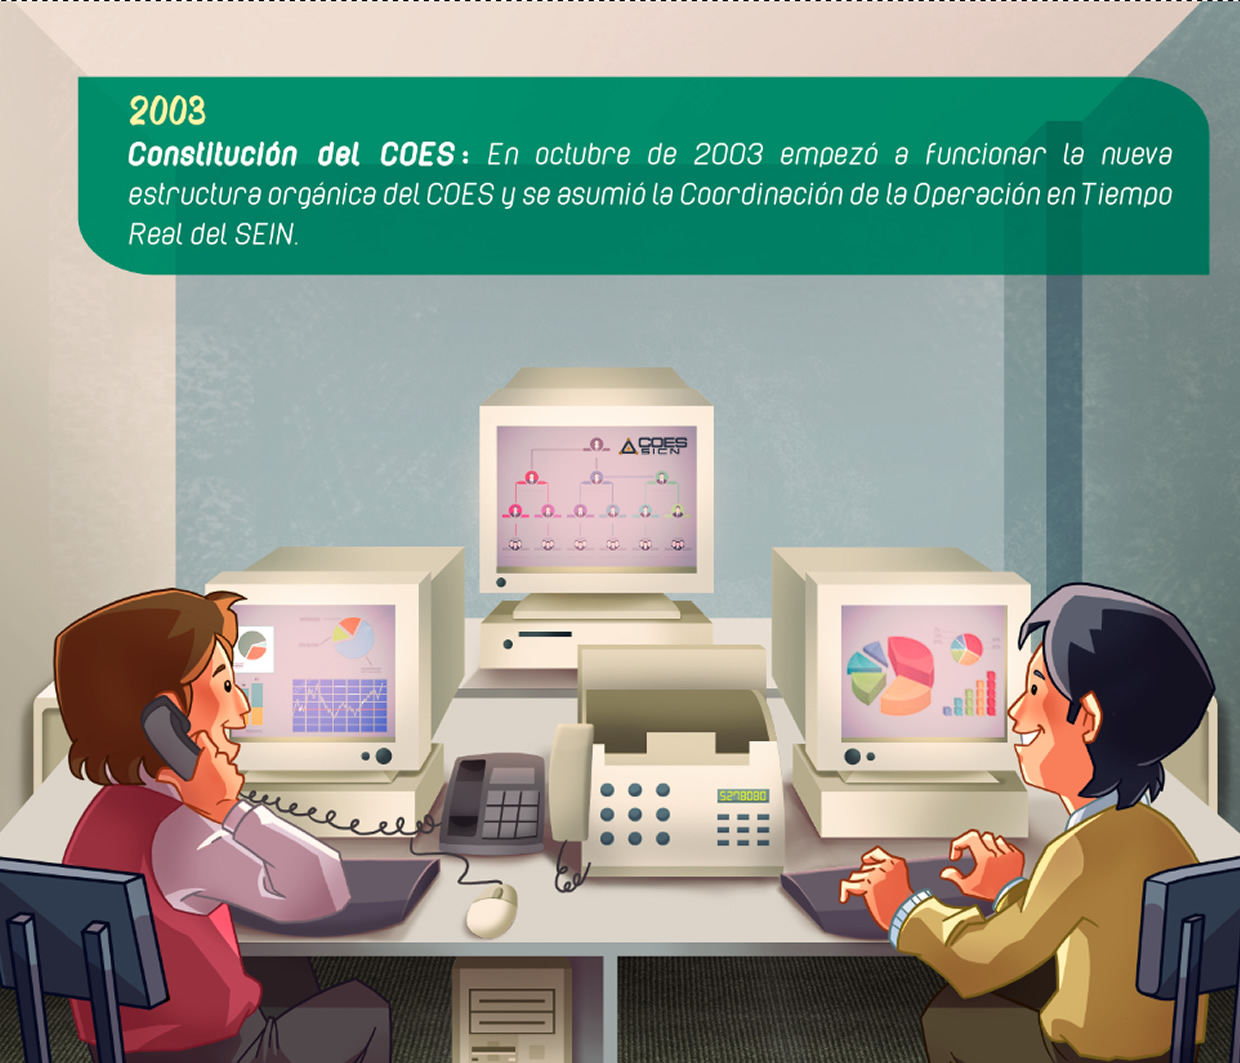 2003
Constitución del COES: En octubre de 2003 empezó a funcionar la nueva
estructura orgánica del COES y se asumió la Coordinación de la Operación en Tiempo
Real del SEIN.
COES
SICN
5278080